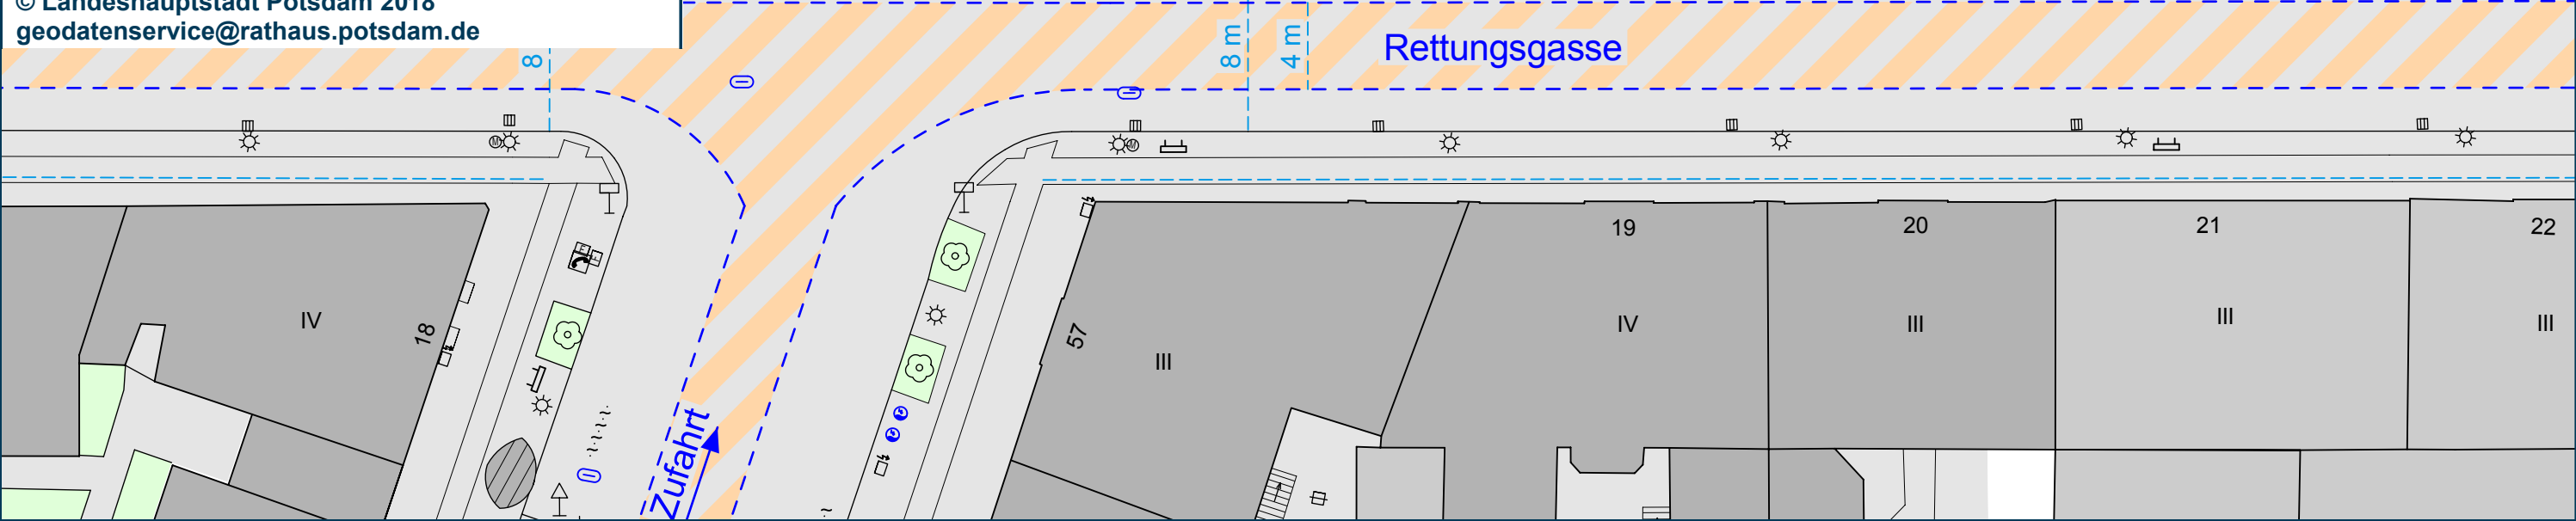 © Landeshauptstadt Potsdam 2018
geodatenservice@rathaus.potsdam.de
8
8 m
4 m
Rettungsgasse
M
M
19
20
21
22
E
E
IV
18
57
III
IV
III
III
III
Zufahrt